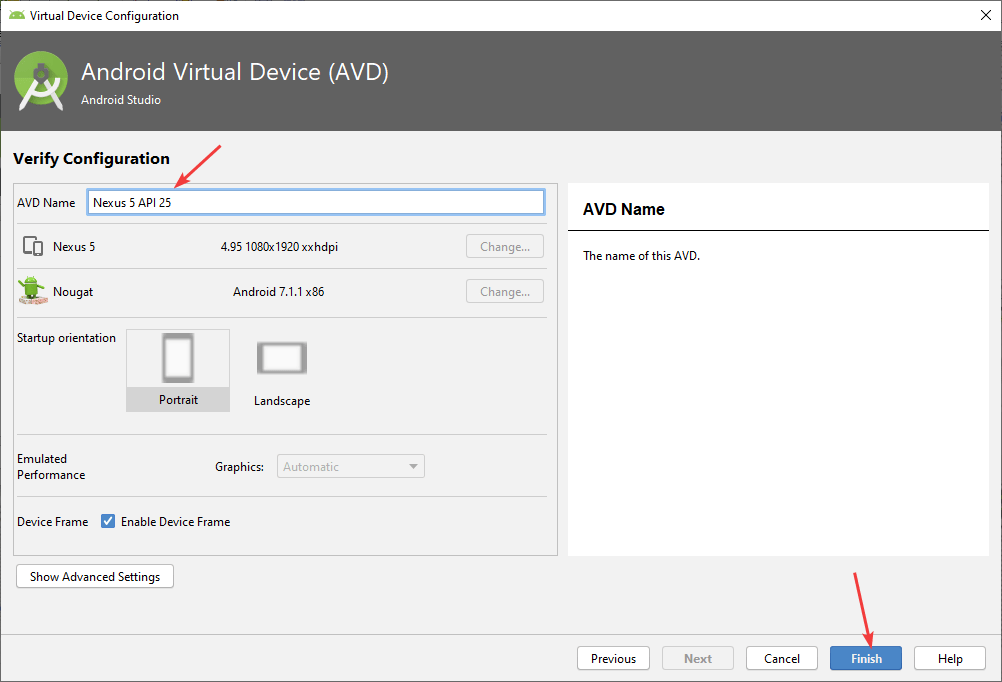 Virtual Device Configuration
Android Virtual Device (AVD)
Android Studio
Verify Configuration
AVD Name Nexus 5 API 25
Nexus 5 4.95 1080x1920 xxhdpi Change...
Nougat Android 7.1.1 x86 Change...
Startup orientation
Portrait
Landscape
Emulated
Performance
Graphics: Automatic
Device Frame Enable Device Frame
Show Advanced Settings
AVD Name
The name of this AVD.
Previous Next Cancel Finish Help